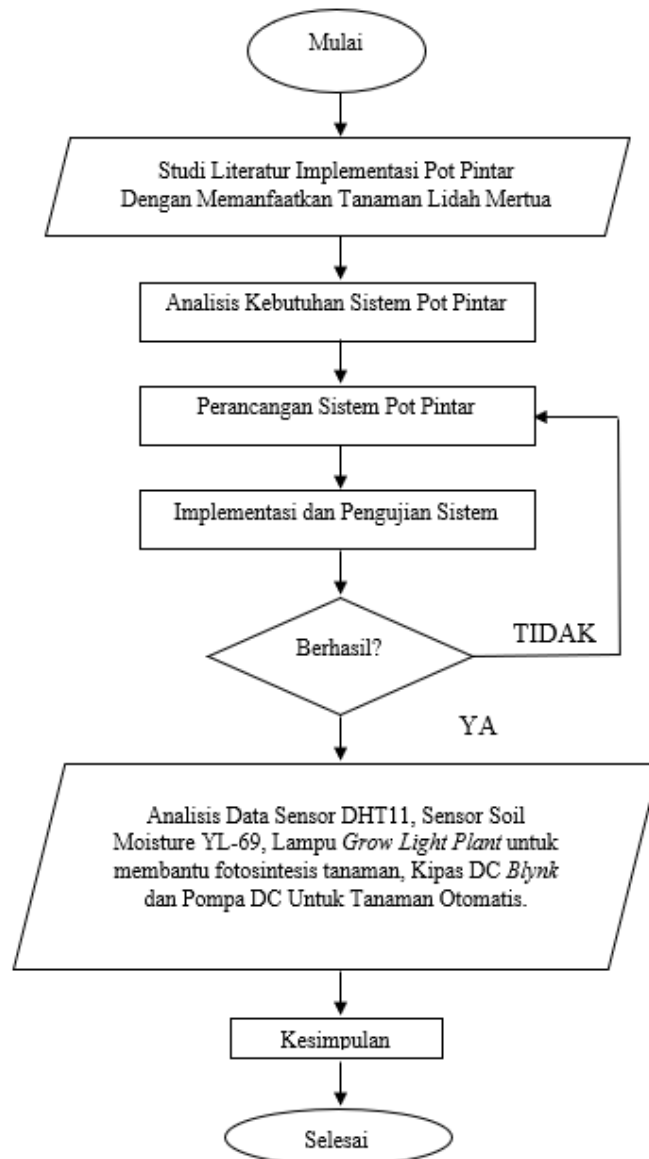 Mulai
Studi Literatur Implementasi Pot Pintar
Dengan Memanfaatkan Tanaman Lidah Mertua
Analisis Kebutuhan Sistem Pot Pintar
Perancangan Sistem Pot Pintar
Implementasi dan Pengujian Sistem
Berhasil?
TIDAK
YA
Analisis Data Sensor DHT11, Sensor Soil
Moisture YL-69, Lampu Grow Light Plant untuk
membantu fotosintesis tanaman, Kipas DC Blynk
dan Pompa DC Untuk Tanaman Otomatis.
Kesimpulan
Selesai